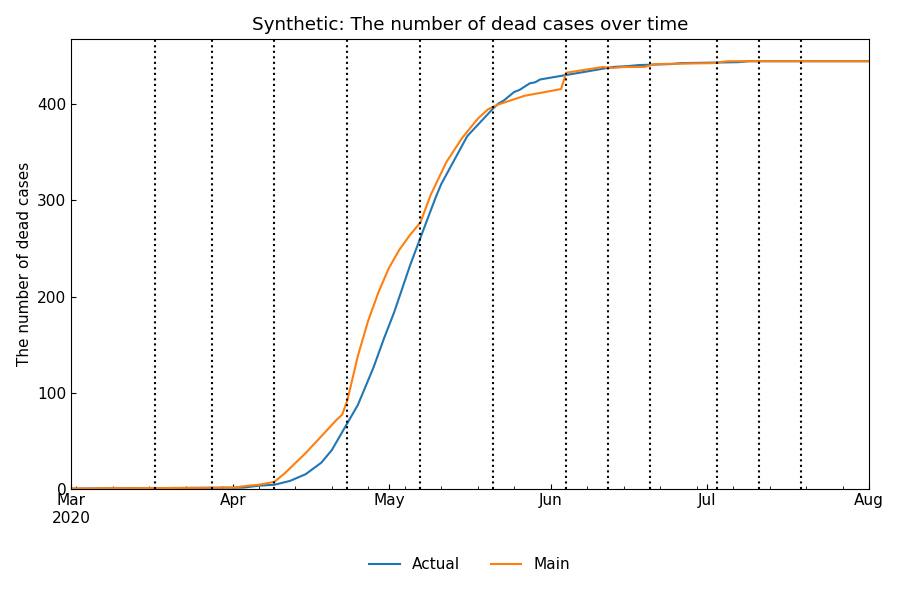 Synthetic: The number of dead cases over time
The number of dead cases
400
300
200
100
0
Mar Apr May Jun Jul Aug
2020
Actual Main